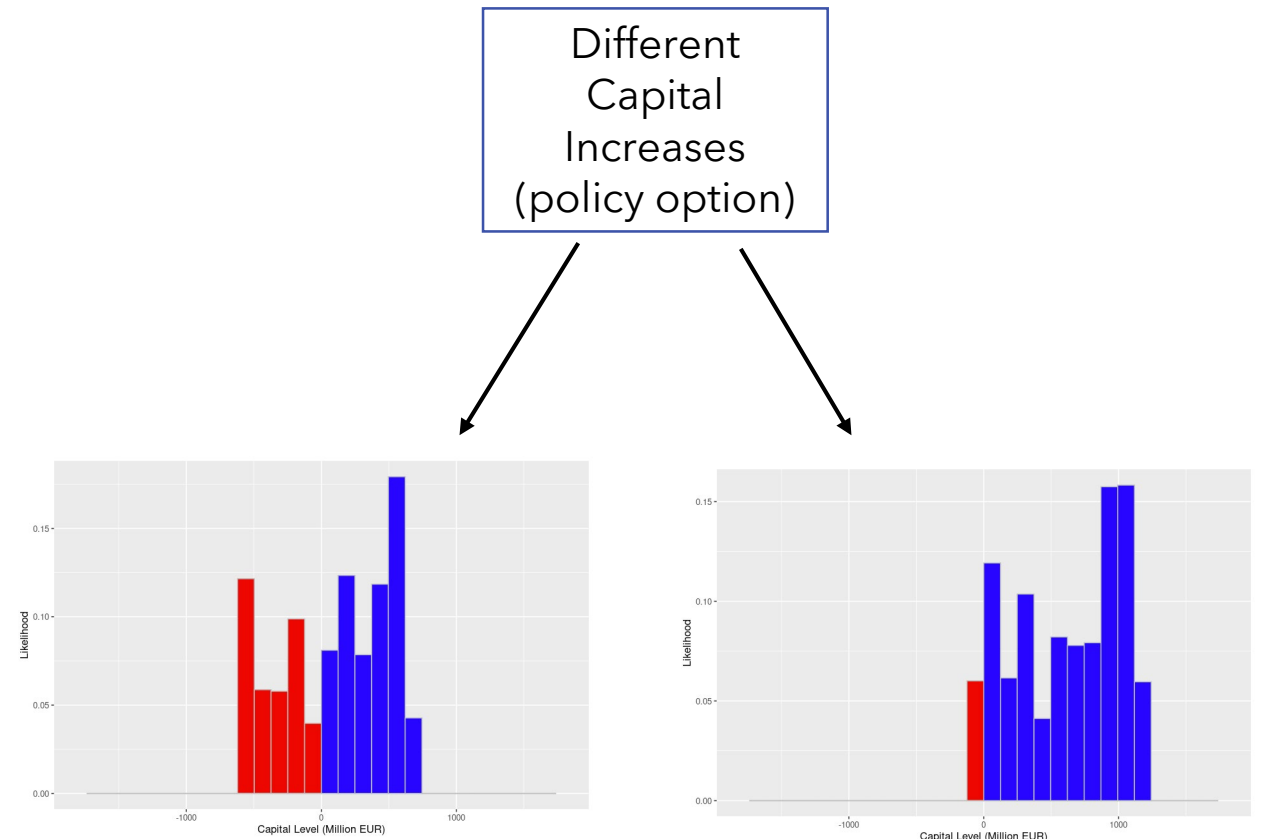 Different
Capital
Increases
(policy option)
Likelihood
0.15
0.10
0.05
0.00
-1000
0
1000
Capital Level (Million EUR)
Likelihood
0.15
0.10
0.05
0.00
-1000
0
1000
Capital Level (Million EUR)